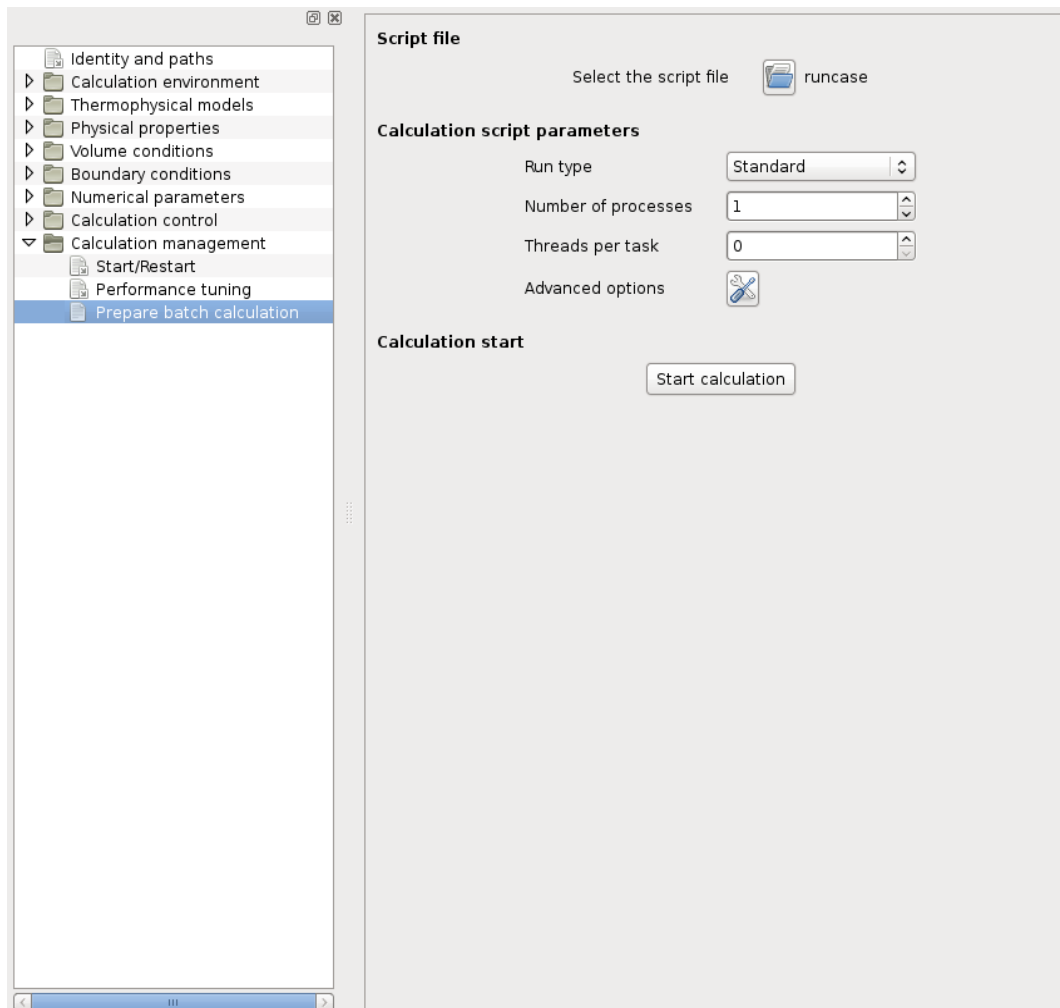 Identity and paths
Calculation environment
Thermophysical models
Physical properties
Volume conditions
Boundary conditions
Numerical parameters
Calculation control
Calculation management
Start/Restart
Performance tuning
Prepare batch calculation
Script file
Select the script file runcase
Calculation script parameters
Run type Standard
Number of processes 1
Threads per task 0
Advanced options
Calculation start
Start calculation